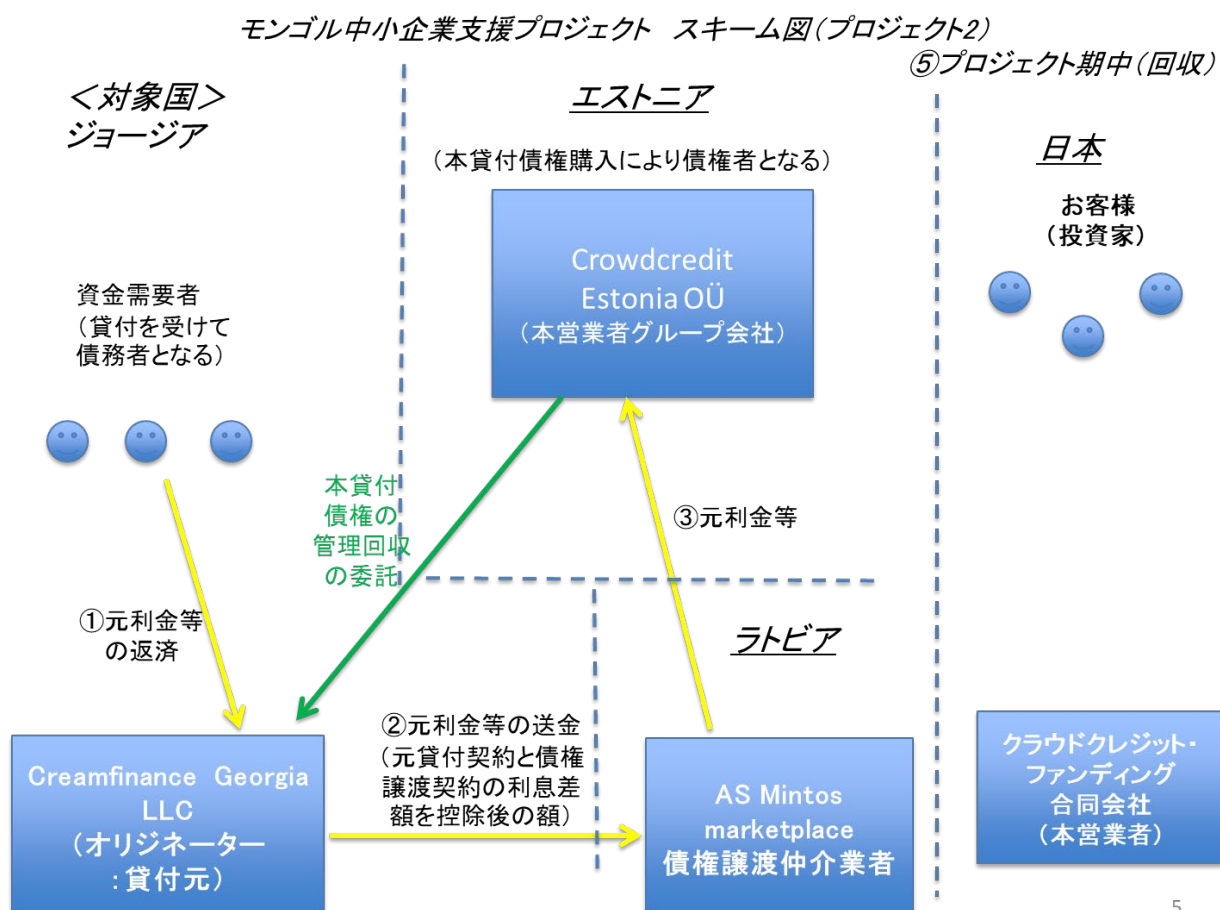 モンゴル中小企業支援プロジェクト　スキーム図（プロジェクト2）
⑤プロジェクト期中（回収）
＜対象国＞
ジョージア
エストニア
（本貸付債権購入により債権者となる）
日本
お客様
（投資家）
Crowdcredit
Estonia OÜ
（本営業者グループ会社）
資金需要者
（貸付を受けて
債務者となる）
本貸付
債権の
管理回収
の委託
③元利金等
①元利金等
の返済
ラトビア
②元利金等の送金
（元貸付契約と債権
譲渡契約の利息差
額を控除後の額）
Creamfinance Georgia
LLC
（オリジネーター
：貸付元）
AS Mintos
marketplace
債権譲渡仲介業者
クラウドクレジット・
ファンディング
合同会社
（本営業者）
5